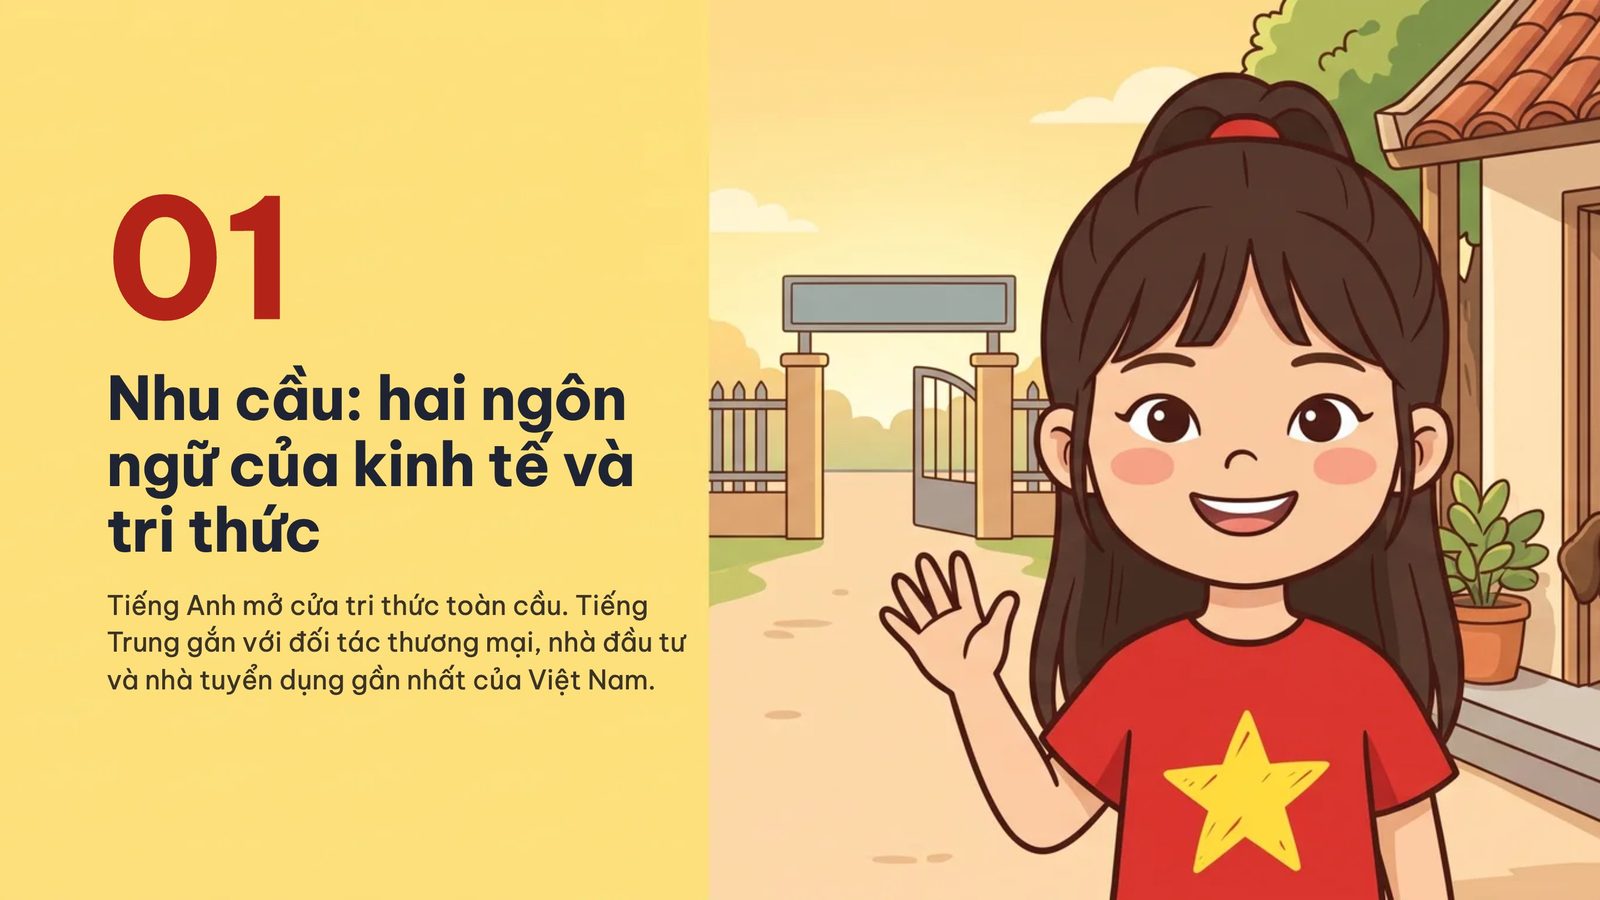 01
Nhu cầu: hai ngôn
ngữ của kinh tế và
tri thức
Tiếng Anh mở cửa tri thức toàn cầu. Tiếng
Trung gắn với đối tác thương mại, nhà đầu tư
và nhà tuyển dụng gần nhất của Việt Nam.